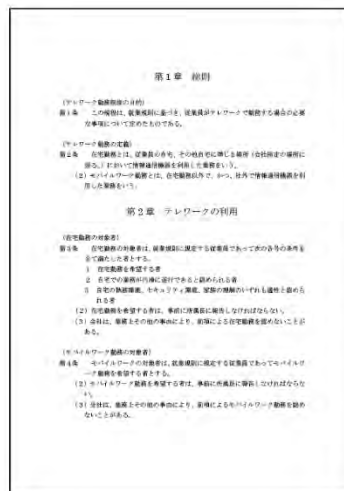 第１章　総則
（テレワーク勤務制度の目的）
第１条　この規程は、就業規則に基づき、従業員がテレワークで勤務する場合の必要
な事項について定めたものである。
（テレワーク勤務の定義）
第２条　在宅勤務とは、従業員の自宅、その他自宅に準じる場所（会社指定の場所に
限る。）において情報通信機器を利用した業務をいう。
（２）モバイルワーク勤務とは、在宅勤務以外で、かつ、社外で情報通信機器を利
用した業務をいう。
第２章　テレワークの利用
（在宅勤務の対象者）
第３条　在宅勤務の対象者は、就業規則に規定する従業員であって次の各号の条件を
全て満たした者とする。
１　在宅勤務を希望する者
２　自宅での業務が円滑に遂行できると認められる者
３　自宅の執務環境、セキュリティ環境、家族の理解のいずれも適正と認めら
れる者
（２）在宅勤務を希望する者は、事前に所属長に報告しなければならない。
（３）会社は、業務とその他の事由により、前項による在宅勤務を認めないことが
ある。
（モバイルワーク勤務の対象者）
第４条　モバイルワークの対象者は、就業規則に規定する従業員であってモバイルワ
ーク勤務を希望する者とする。
（２）モバイルワーク勤務を希望する者は、事前に所属長に報告しなければならな
い。
（３）会社は、業務とその他の事由により、前項によるモバイルワーク勤務を認め
ないことがある。